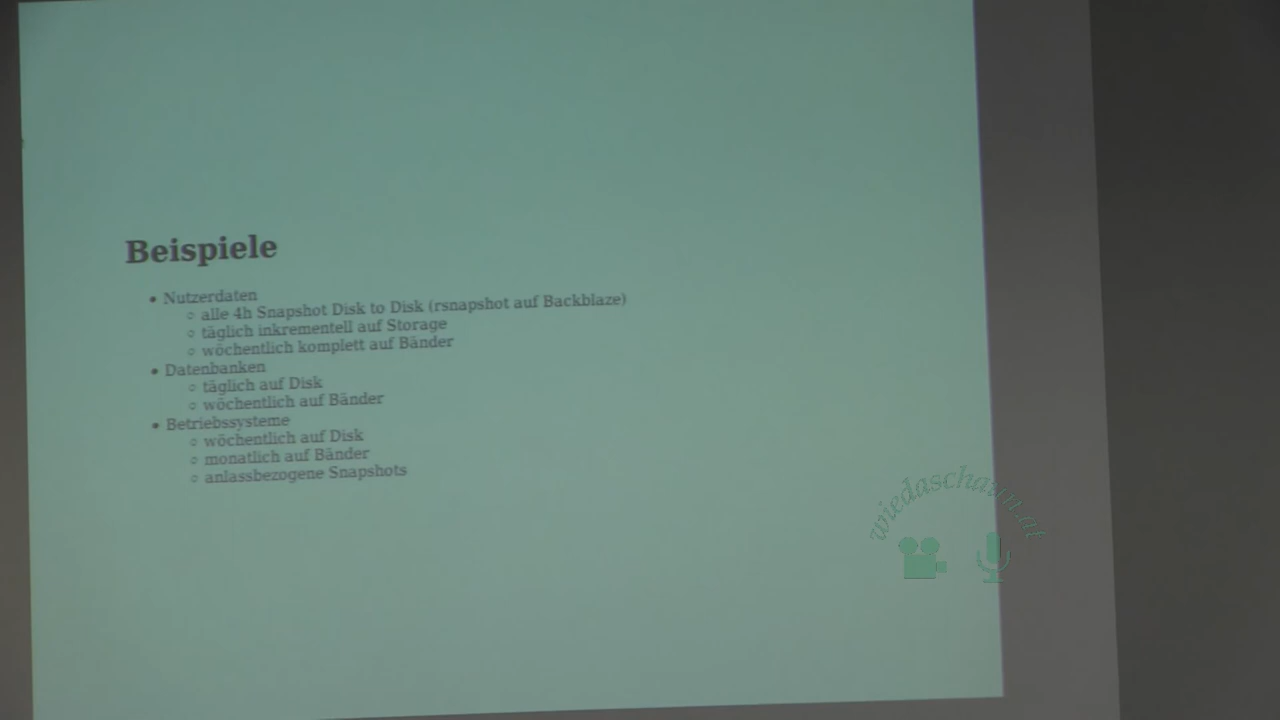 Beispiele
• Nutzerdaten
◦ alle 4h Snapshot Disk to Disk (rsnapshot auf Backblaze)
◦ täglich inkrementell auf Storage
◦ wöchentlich komplett auf Bänder
• Datenbanken
◦ täglich auf Disk
◦ wöchentlich auf Bänder
• Betriebssysteme
◦ wöchentlich auf Disk
◦ monatlich auf Bänder
◦ anlassbezogene Snapshots
wiedaschaun.at